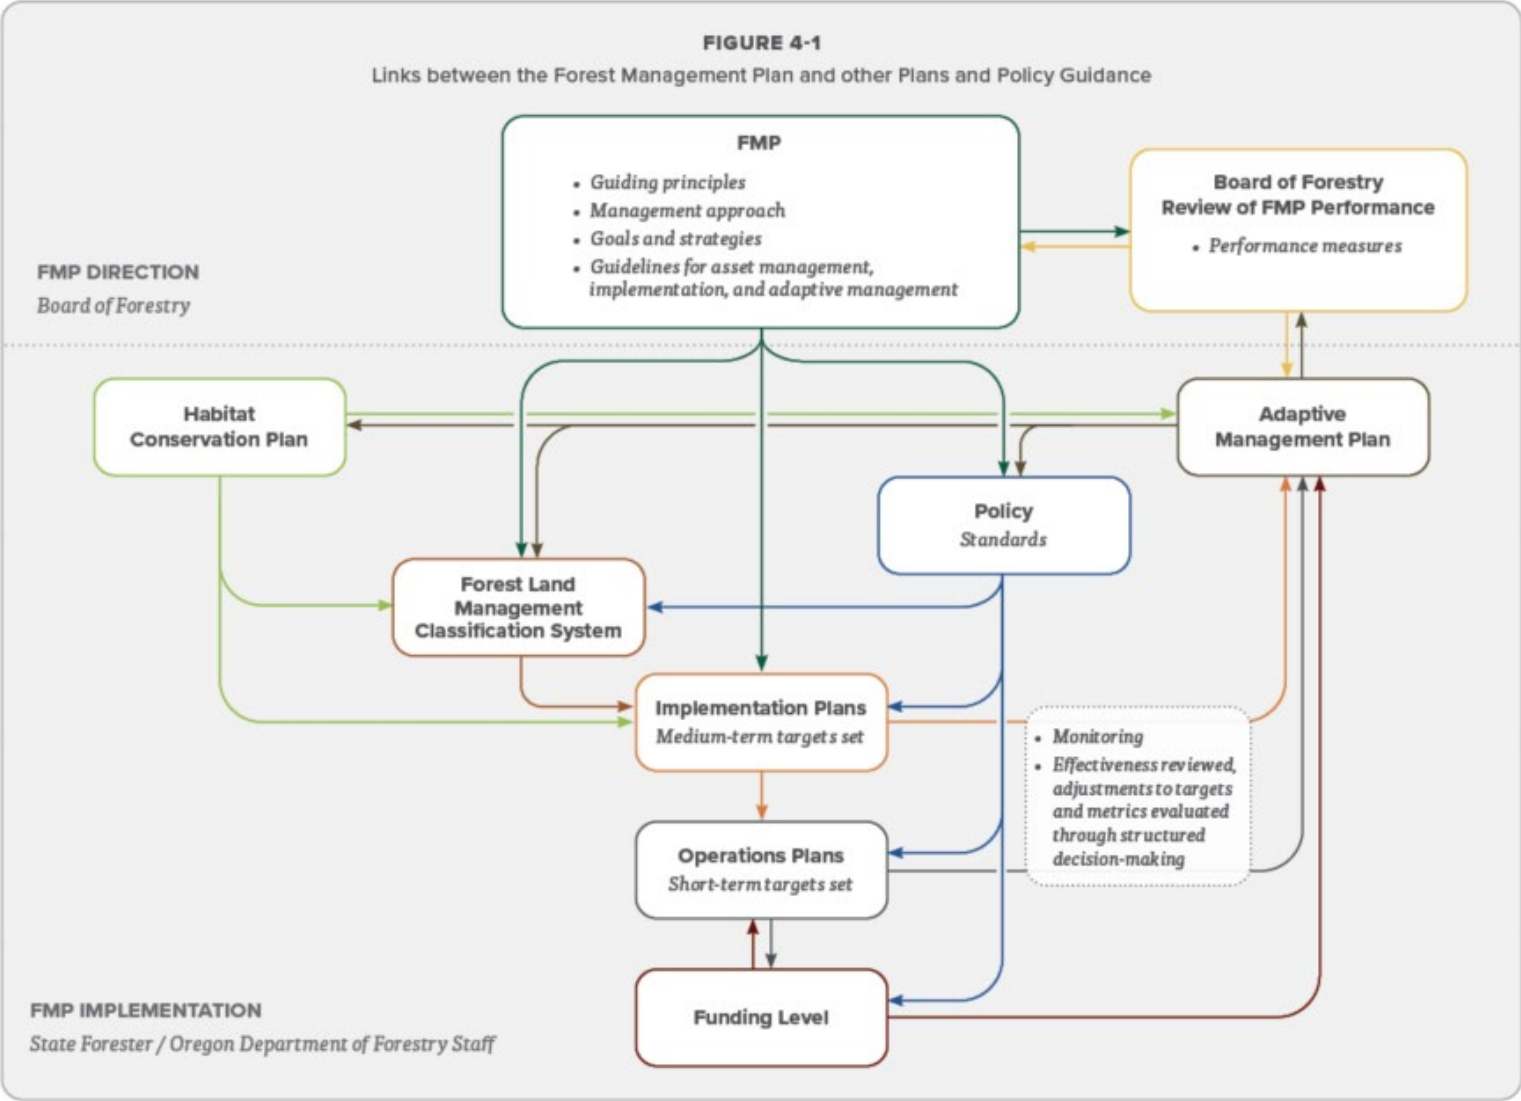 FIGURE 4-1
Links between the Forest Management Plan and other Plans and Policy Guidance
FMP
• Guiding principles
• Management approach
• Goals and strategies
• Guidelines for asset management,
implementation, and adaptive management
Board of Forestry
Review of FMP Performance
• Performance measures
FMP DIRECTION
Board of Forestry
Habitat
Conservation Plan
Adaptive
Management Plan
Policy
Standards
Forest Land
Management
Classification System
Implementation Plans
Medium-term targets set
• Monitoring
• Effectiveness reviewed,
adjustments to targets
and metrics evaluated
through structured
decision-making
Operations Plans
Short-term targets set
Funding Level
FMP IMPLEMENTATION
State Forester / Oregon Department of Forestry Staff